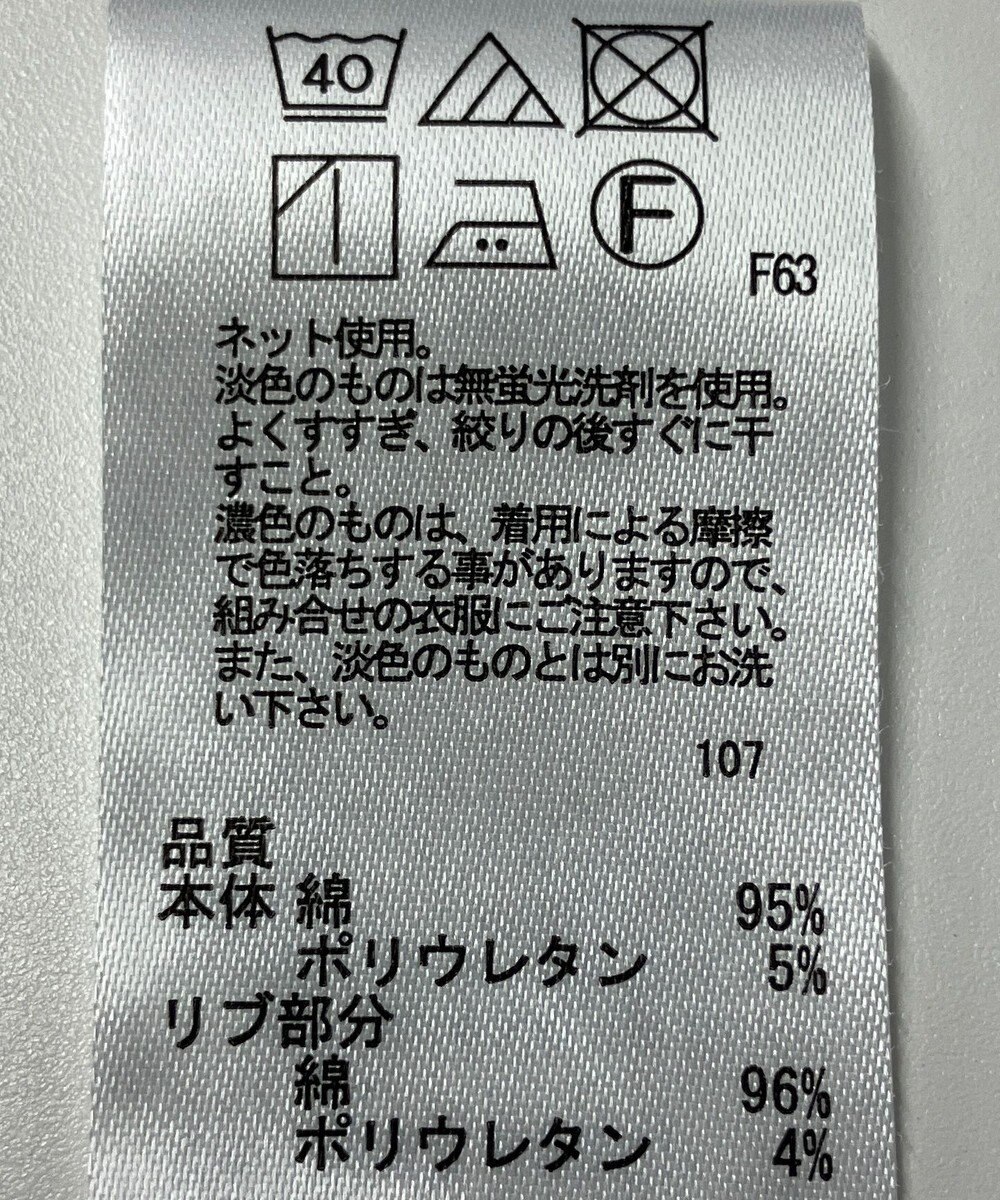 40
F
F63
ネット使用。
淡色のものは無蛍光洗剤を使用。
よくすすぎ、絞りの後すぐに干
すこと。
濃色のものは、着用による摩擦
で色落ちする事がありますので、
組み合せの衣服にご注意下さい。
また、淡色のものとは別にお洗
い下さい。
107
品質
本体 綿 95%
ポリウレタン 5%
リブ部分
綿 96%
ポリウレタン 4%